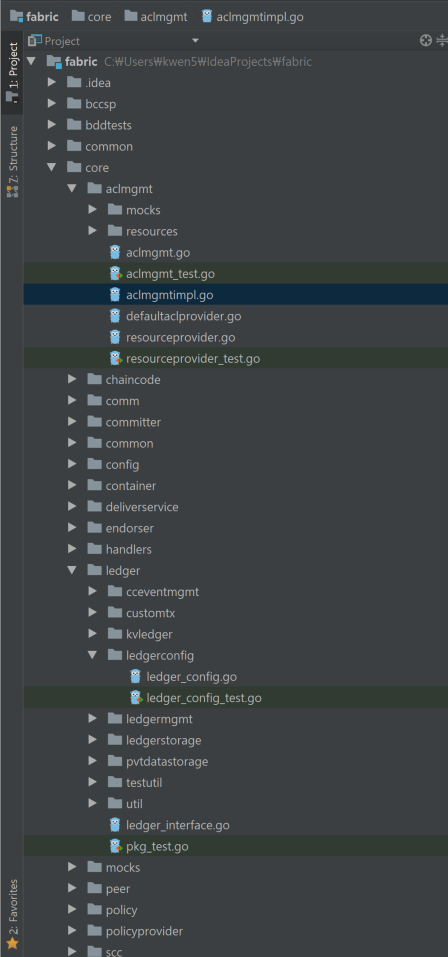 fabric core aclmgmt aclmgmtimpl.go
1: Project
Project
fabric C:₩Users₩kwen5₩IdeaProjects₩fabric
.idea
bccsp
bddtests
common
core
aclmgmt
mocks
resources
aclmgmt.go
aclmgmt_test.go
aclmgmtimpl.go
defaultaclprovider.go
resourceprovider.go
resourceprovider_test.go
chaincode
comm
committer
common
config
container
deliverservice
endorser
handlers
ledger
cceventmgmt
customtx
kvledger
ledgerconfig
ledger_config.go
ledger_config_test.go
ledgermgmt
ledgerstorage
pvtdatastorage
testutil
util
ledger_interface.go
pkg_test.go
mocks
peer
policy
policyprovider
scc
Z: Structure
2: Favorites